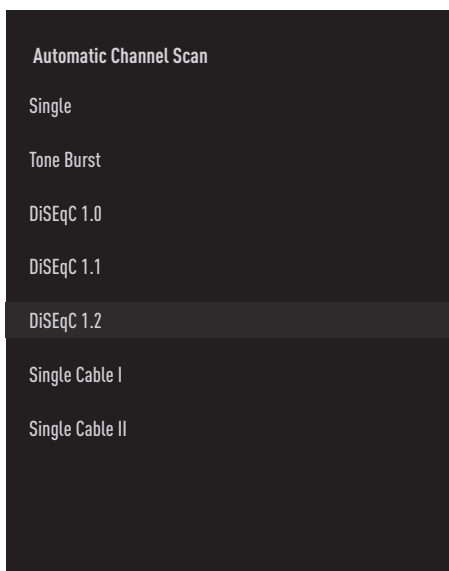 Automatic Channel Scan
Single
Tone Burst
DiSEqC 1.0
DiSEqC 1.1
DiSEqC 1.2
Single Cable I
Single Cable II